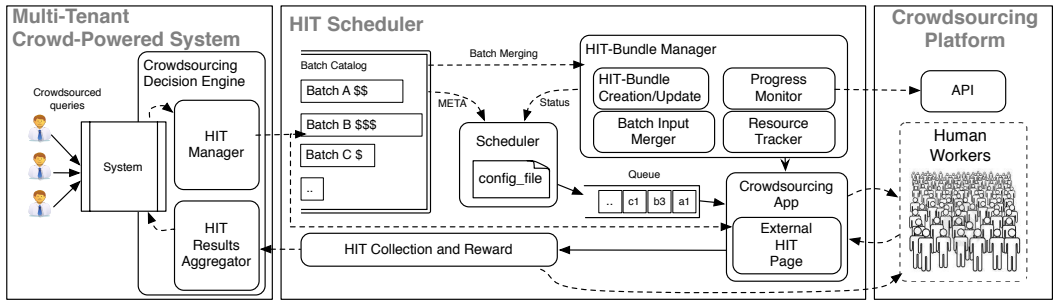 Multi-Tenant
Crowd-Powered System
Crowdsourced
queries
System
Crowdsourcing
Decision Engine
HIT
Manager
HIT
Results
Aggregator
HIT Scheduler
Batch Catalog
Batch A $$
Batch B $$$
Batch C $
..
Batch Merging
META
Status
Scheduler
config_file
HIT-Bundle Manager
HIT-Bundle
Creation/Update
Progress
Monitor
Batch Input
Merger
Resource
Tracker
Queue
.. c1 b3 a1
Crowdsourcing
App
External
HIT
Page
HIT Collection and Reward
Crowdsourcing
Platform
API
Human
Workers